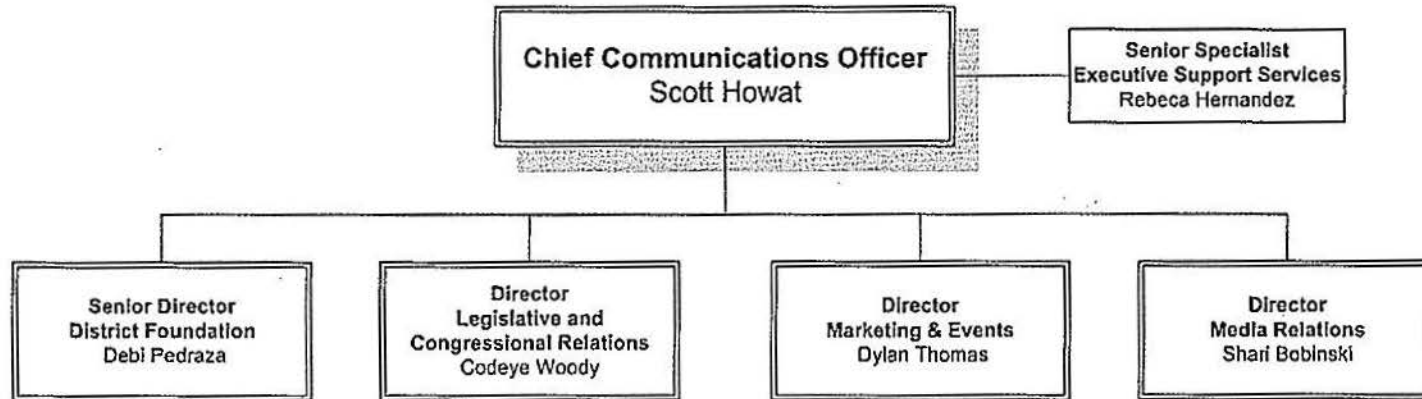 Chief Communications Officer
Scott Howat
Senior Specialist
Executive Support Services
Rebeca Hernandez
Senior Director
District Foundation
Debi Pedraza
Director
Legislative and
Congressional Relations
Codeye Woody
Director
Marketing & Events
Dylan Thomas
Director
Media Relations
Shari Bobinski